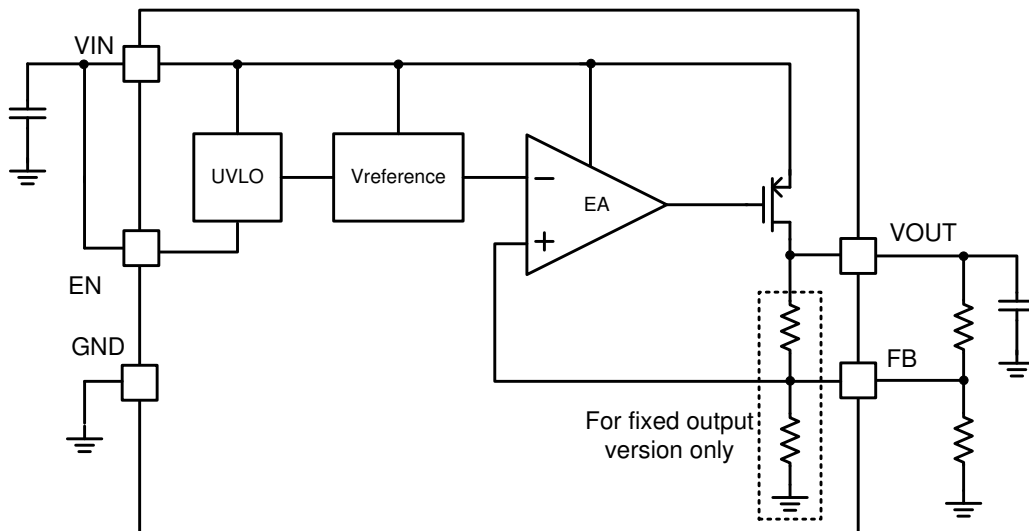 VIN
UVLO
Vreference
EA
VOUT
EN
GND
FB
For fixed output
version only